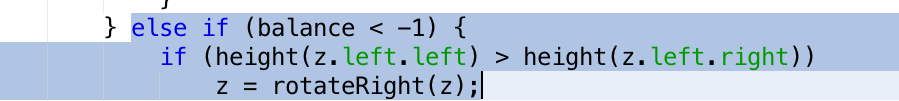 }
} else if (balance < -1) {
if (height(z.left.left) > height(z.left.right))
z = rotateRight(z);